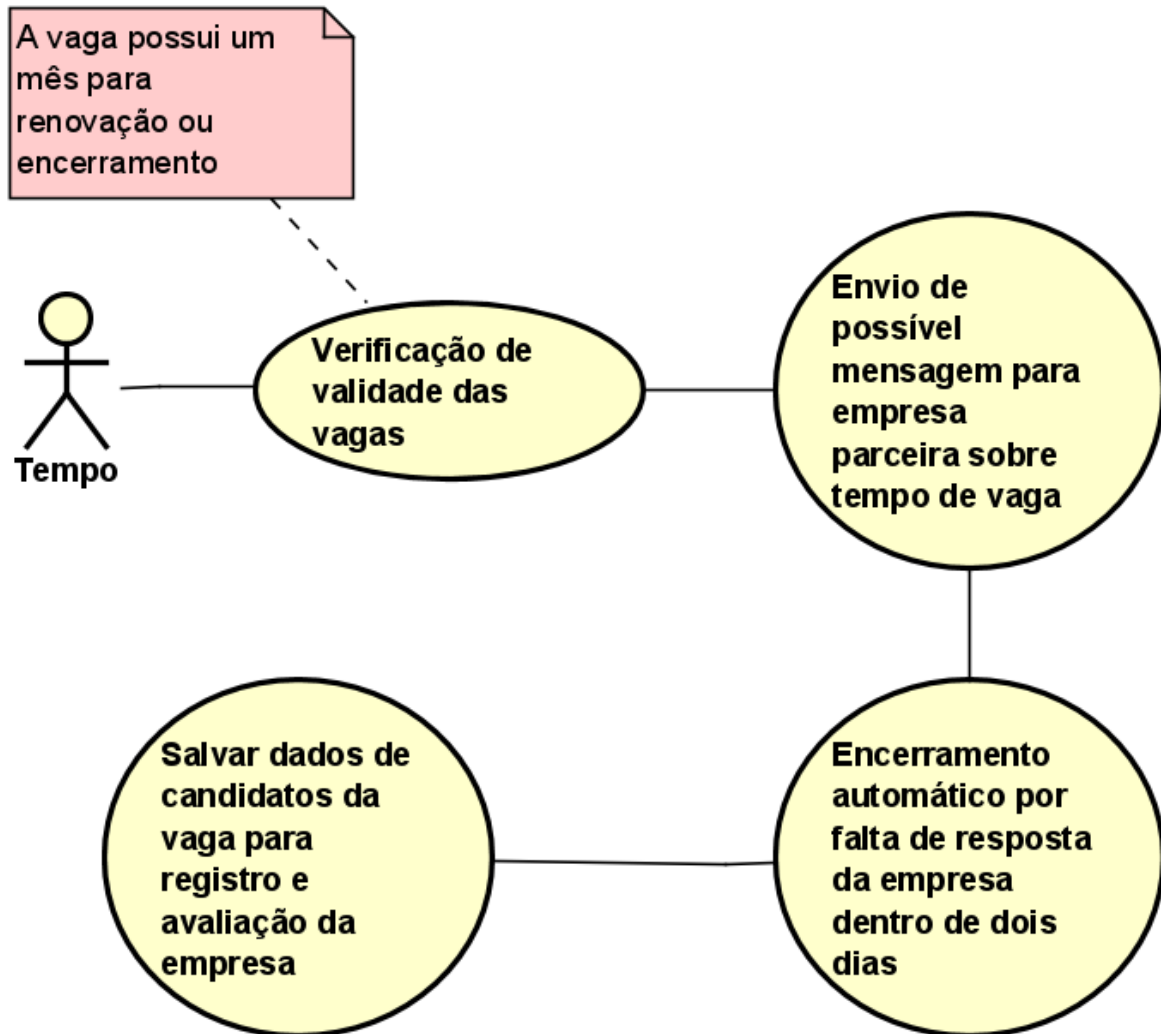 A vaga possui um
mês para
renovação ou
encerramento
Tempo
Verificação de
validade das
vagas
Envio de
possível
mensagem para
empresa
parceira sobre
tempo de vaga
Salvar dados de
candidatos da
vaga para
registro e
avaliação da
empresa
Encerramento
automático por
falta de resposta
da empresa
dentro de dois
dias